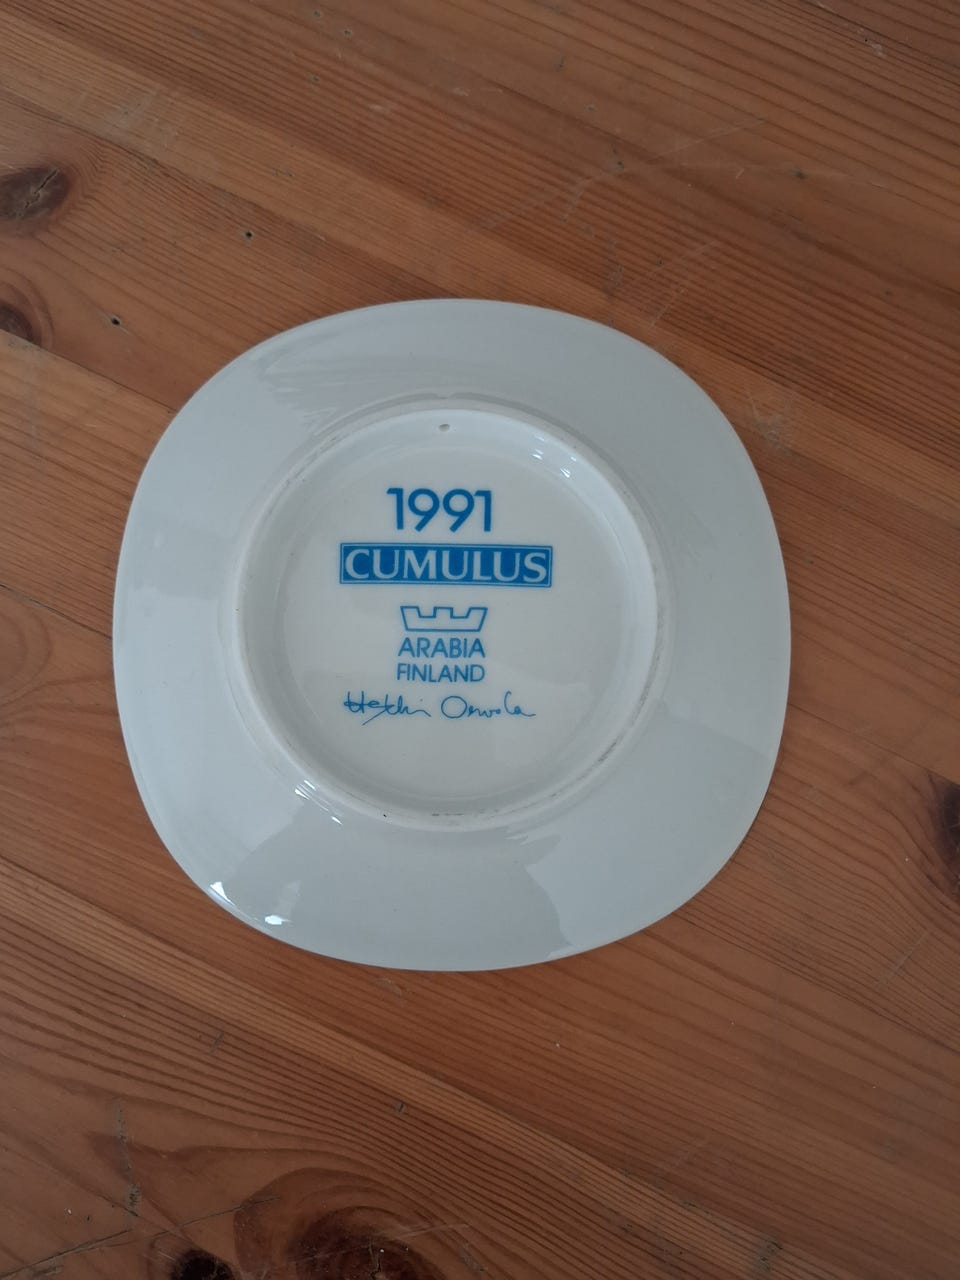 1991
CUMULUS
ARABIA
FINLAND
Heikki Orvola